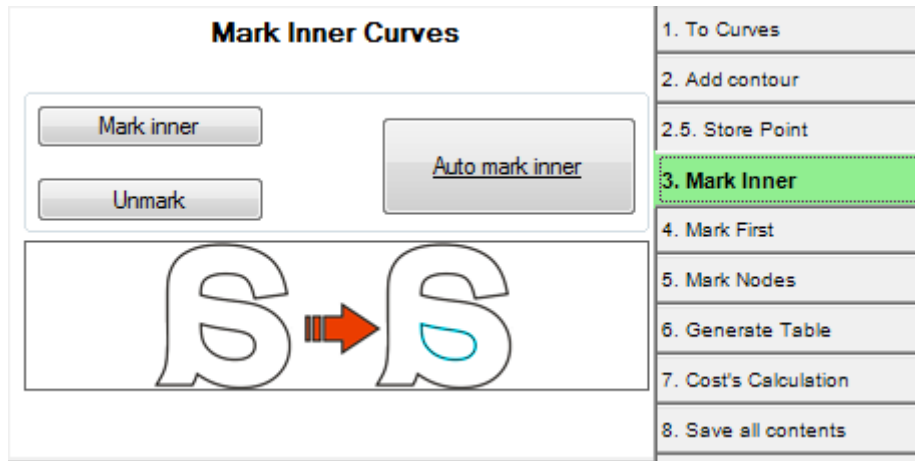 Mark Inner Curves
Mark inner
Unmark
Auto mark inner
1. To Curves
2. Add contour
2.5. Store Point
3. Mark Inner
4. Mark First
5. Mark Nodes
6. Generate Table
7. Cost's Calculation
8. Save all contents